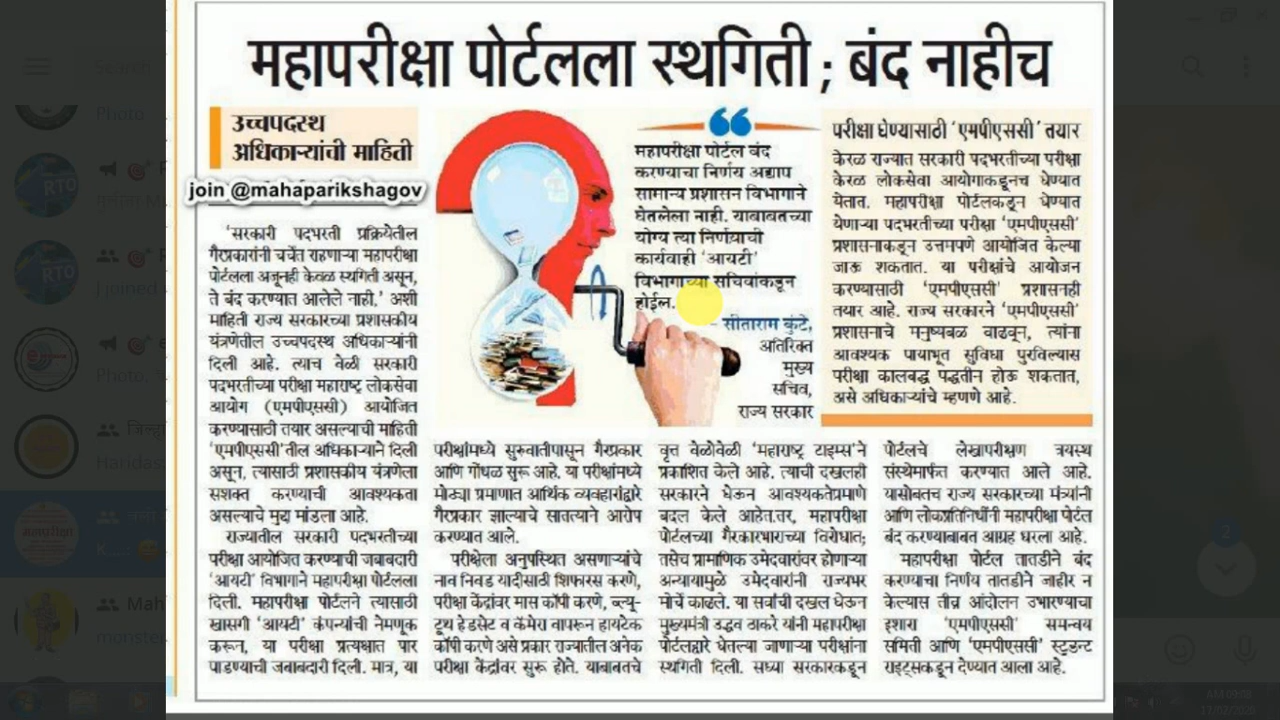 महापरीक्षा पोर्टलला स्थगिती ; बंद नाहीच
उच्चपदस्थ
अधिकाऱ्यांची माहिती
join @mahaparikshagov
'सरकारी पदभरती प्रक्रियेतील
गैरप्रकारांनी चर्चेत राहणाऱ्या महापरीक्षा
पोर्टलला अजूनही केवळ स्थगिती असून,
ते बंद करण्यात आलेले नाही.' अशी
माहिती राज्य सरकारच्या प्रशासकीय
यंत्रणेतील उच्चपदस्थ अधिकाऱ्यांनी
दिली आहे. त्याच वेळी सरकारी
पदभरतीच्या परीक्षा महाराष्ट्र लोकसेवा
आयोग (एमपीएससी) आयोजित
करण्यासाठी तयार असल्याची माहिती
'एमपीएससी'तील अधिकाऱ्याने दिली
असून, त्यासाठी प्रशासकीय यंत्रणेला
सशक्त करण्याची आवश्यकता
असल्याचे मुद्दा मांडला आहे.
राज्यातील सरकारी पदभरतीच्या
परीक्षा आयोजित करण्याची जबाबदारी
'आयटी' विभागाने महापरीक्षा पोर्टलला
दिली. महापरीक्षा पोर्टलने त्यासाठी
खासगी 'आयटी' कंपन्यांची नेमणूक
करून, या परीक्षा प्रत्यक्षात पार
पाडण्याची जबाबदारी दिली. मात्र, या
महापरीक्षा पोर्टल बंद
करण्याचा निर्णय अद्याप
सामान्य प्रशासन विभागाने
घेतलेला नाही. याबाबतच्या
योग्य त्या निर्णयाची
कार्यवाही 'आयटी'
विभागाच्या सचिवांकडून
होईल.
- सीताराम कुंटे,
अतिरिक्त
मुख्य
सचिव,
राज्य सरकार
परीक्षा घेण्यासाठी 'एमपीएससी' तयार
केरळ राज्यात सरकारी पदभरतीच्या परीक्षा
केरळ लोकसेवा आयोगाकडूनच घेण्यात
येतात. महापरीक्षा पोर्टलकडून घेण्यात
येणाऱ्या पदभरतीच्या परीक्षा 'एमपीएससी'
प्रशासनाकडून उत्तमपणे आयोजित केल्या
जाऊ शकतात. या परीक्षांचे आयोजन
करण्यासाठी 'एमपीएससी' प्रशासनही
तयार आहे. राज्य सरकारने 'एमपीएससी'
प्रशासनाचे मनुष्यबळ वाढवून, त्यांना
आवश्यक पायाभूत सुविधा पुरविल्यास
परीक्षा कालबद्ध पद्धतीन होऊ शकतात,
असे अधिकाऱ्यांचे म्हणणे आहे.
परीक्षांमध्ये सुरुवातीपासून गैरप्रकार
आणि गोंधळ सुरू आहे. या परीक्षांमध्ये
मोठ्या प्रमाणात आर्थिक व्यवहारांद्वारे
गैरप्रकार झाल्याचे सातत्याने आरोप
करण्यात आले.
परीक्षेला अनुपस्थित असणाऱ्यांचे
नाव निवड यादीसाठी शिफारस करणे,
परीक्षा केंद्रांवर मास कॉपी करणे, ब्ल्यू-
टूथ हेडसेट व कॅमेरा वापरून हायटेक
कॉपी करणे असे प्रकार राज्यातील अनेक
परीक्षा केंद्रांवर सुरू होते. याबाबतचे
वृत्त वेळोवेळी 'महाराष्ट्र टाइम्स'ने
प्रकाशित केले आहे. त्याची दखलही
सरकारने घेऊन आवश्यकतेप्रमाणे
बदल केले आहेत.तर, महापरीक्षा
पोर्टलच्या गैरकारभाराच्या विरोधात;
तसेच प्रामाणिक उमेदवारांवर होणाऱ्या
अन्यायामुळे उमेदवारांनी राज्यभर
मोर्चे काढले. या सर्वांची दखल घेऊन
मुख्यमंत्री उद्धव ठाकरे यांनी महापरीक्षा
पोर्टलद्वारे घेतल्या जाणाऱ्या परीक्षांना
स्थगिती दिली. सध्या सरकारकडून
पोर्टलचे लेखापरीक्षण त्रयस्थ
संस्थेमार्फत करण्यात आले आहे.
यासोबतच राज्य सरकारच्या मंत्र्यांनी
आणि लोकप्रतिनिधींनी महापरीक्षा पोर्टल
बंद करण्याबाबत आग्रह धरला आहे.
महापरीक्षा पोर्टल तातडीने बंद
करण्याचा निर्णय तातडीने जाहीर न
केल्यास तीव्र आंदोलन उभारण्याचा
इशारा 'एमपीएससी' समन्वय
समिती आणि 'एमपीएससी' स्टुडन्ट
राइट्सकडून देण्यात आला आहे.
Search
Photo
RTO
RTO
joined
Photo,
Haridas
Mah
monster
2